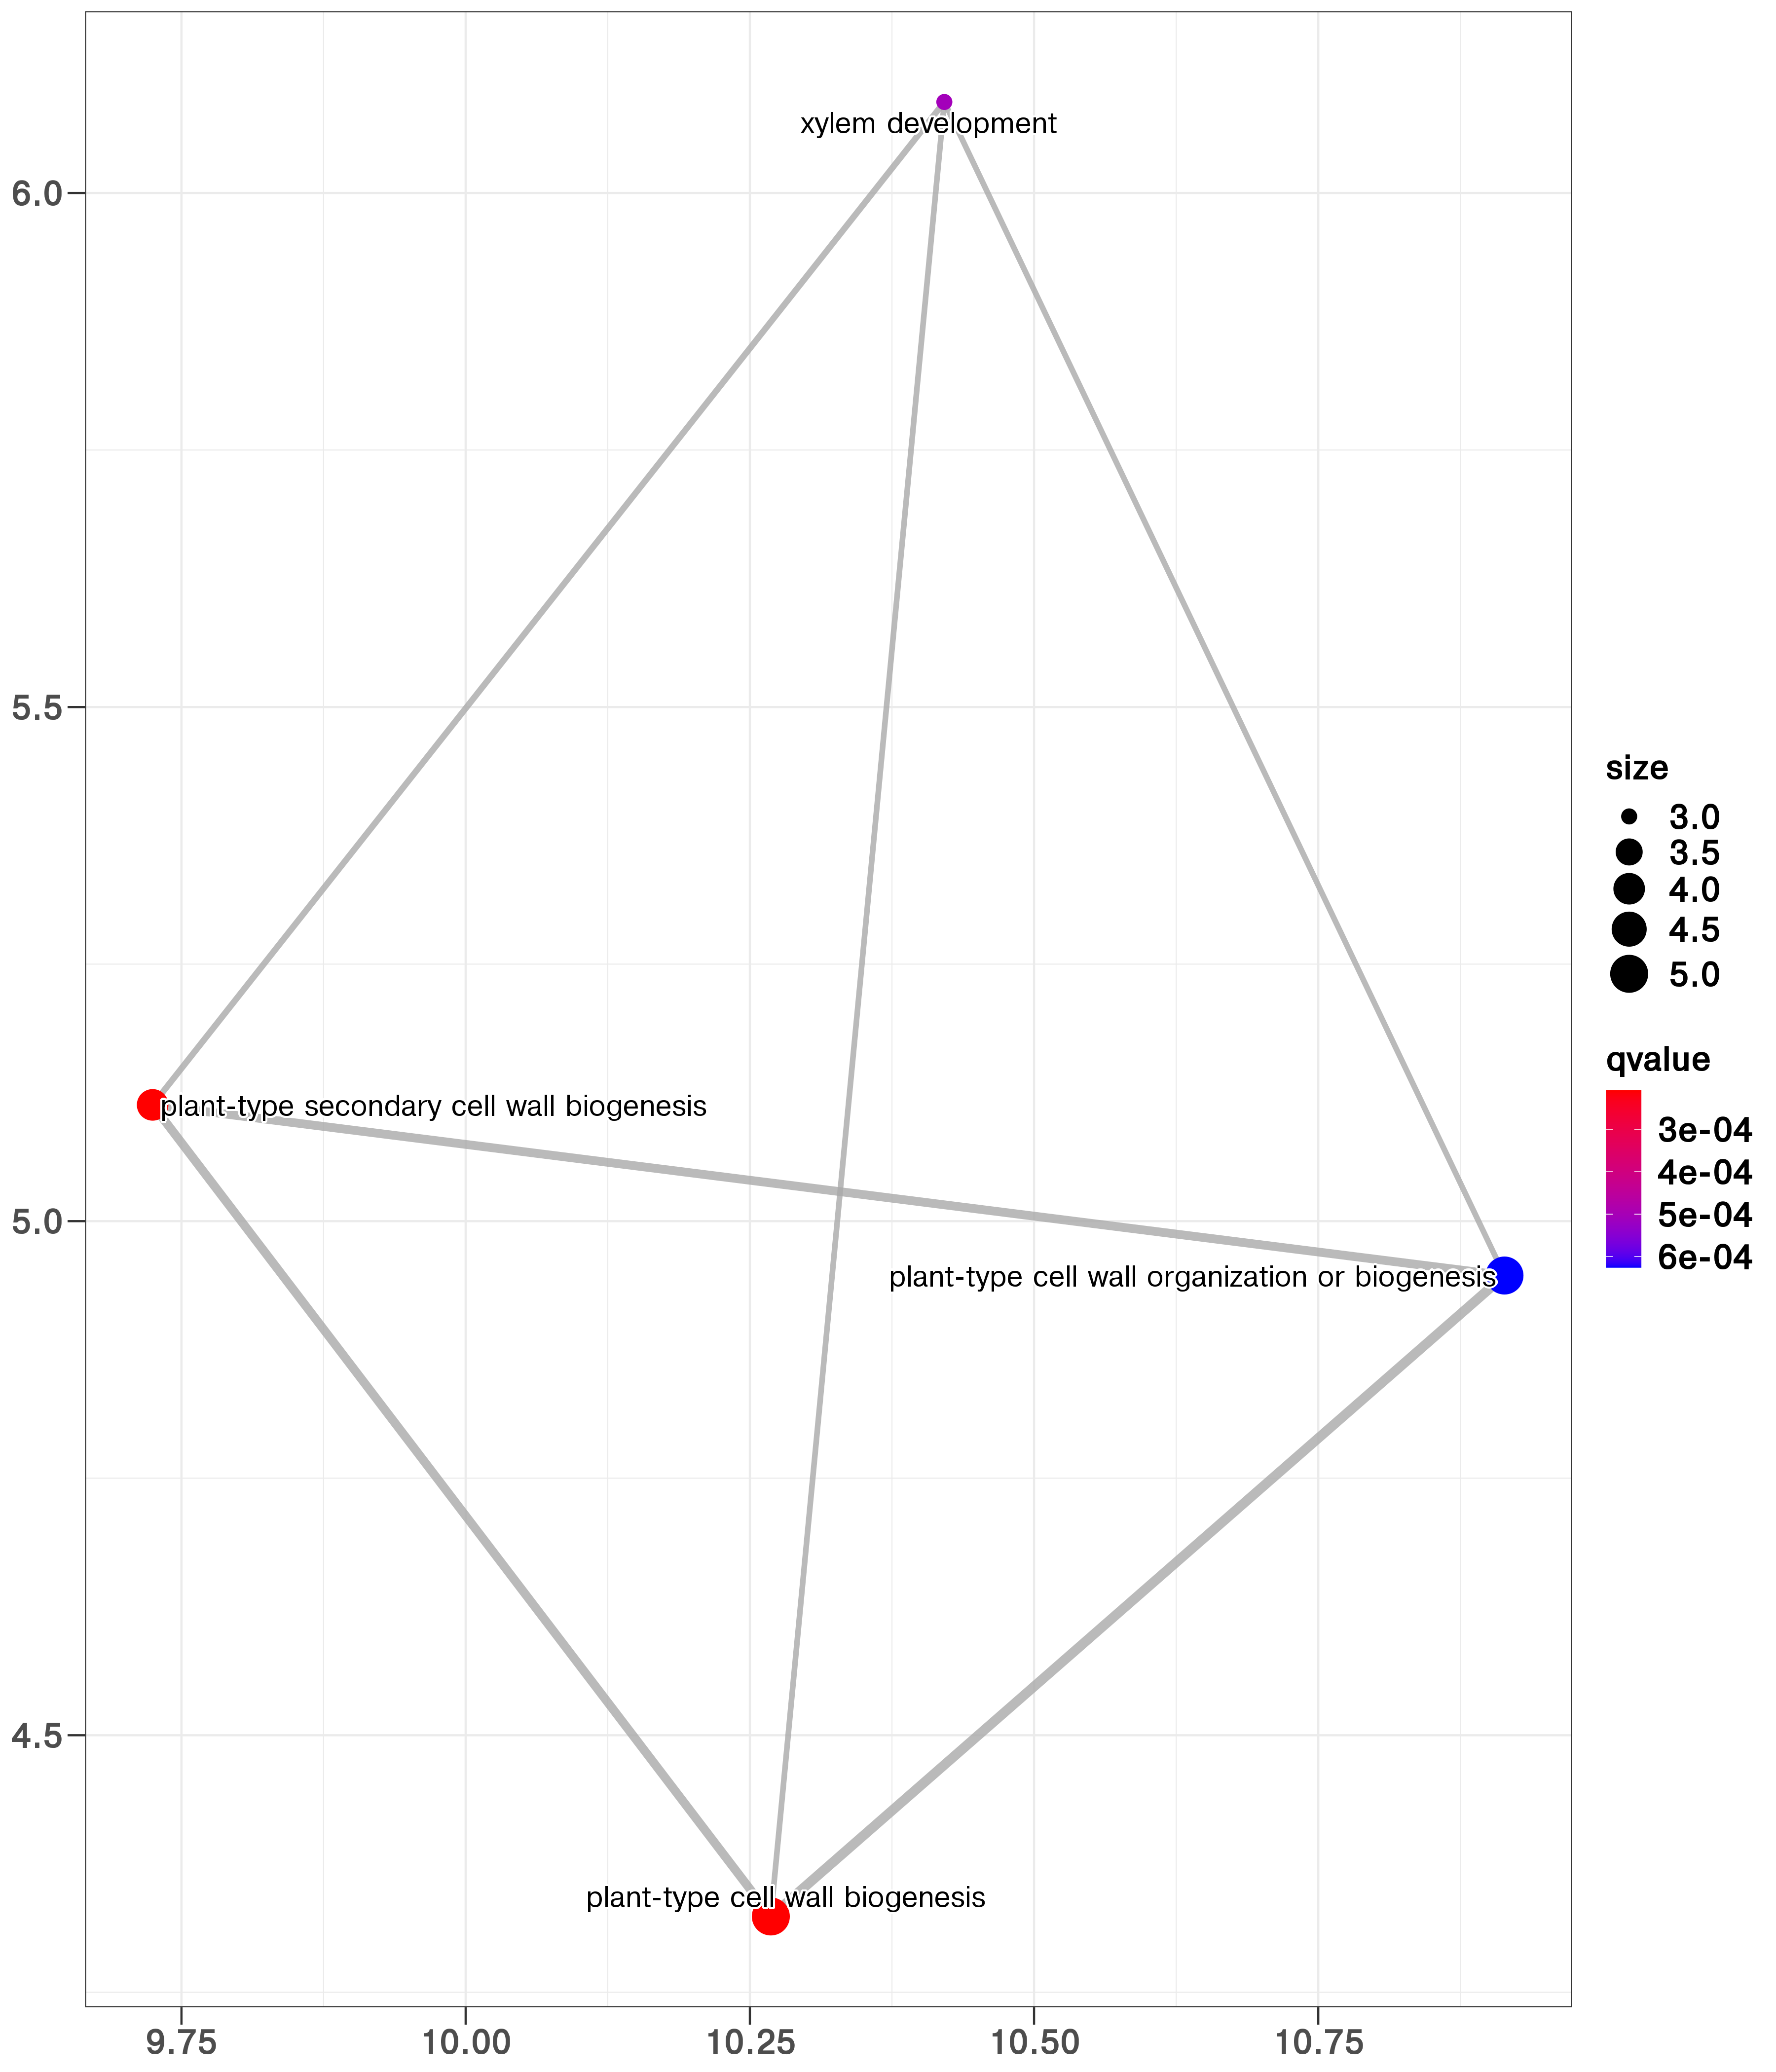 xylem development
6.0
5.5
plant-type secondary cell wall biogenesis
5.0
plant-type cell wall organization or biogenesis
4.5
plant-type cell wall biogenesis
9.75 10.00 10.25 10.50 10.75
size
3.0
3.5
4.0
4.5
5.0
qvalue
3e-04
4e-04
5e-04
6e-04